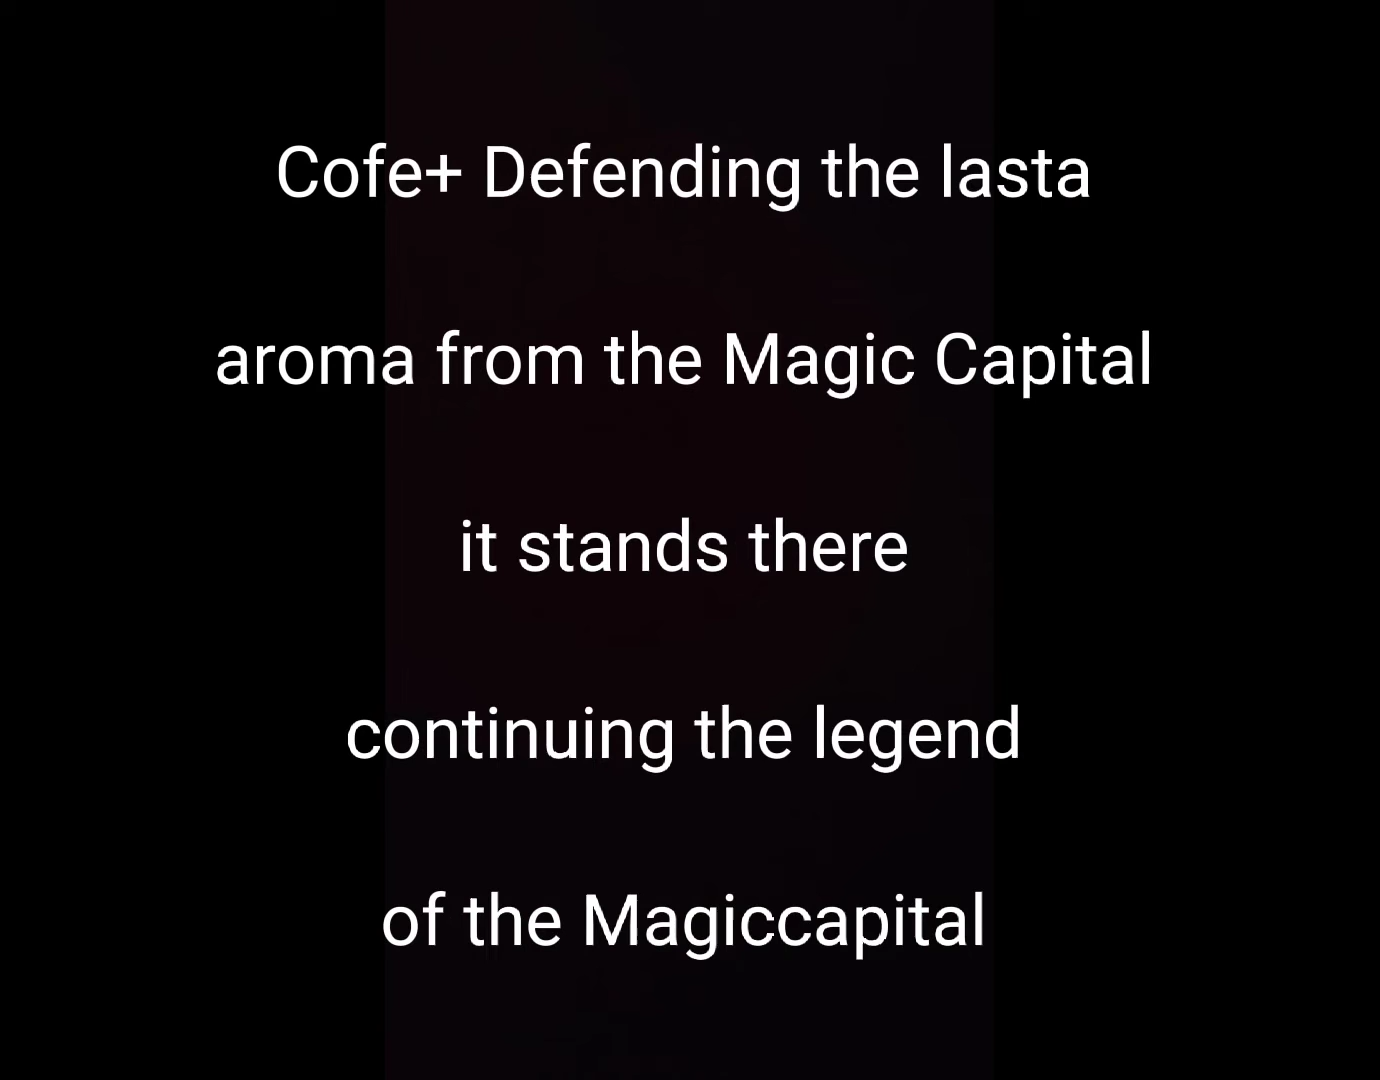 Cofe+ Defending the lasta
aroma from the Magic Capital
it stands there
continuing the legend
of the Magiccapital